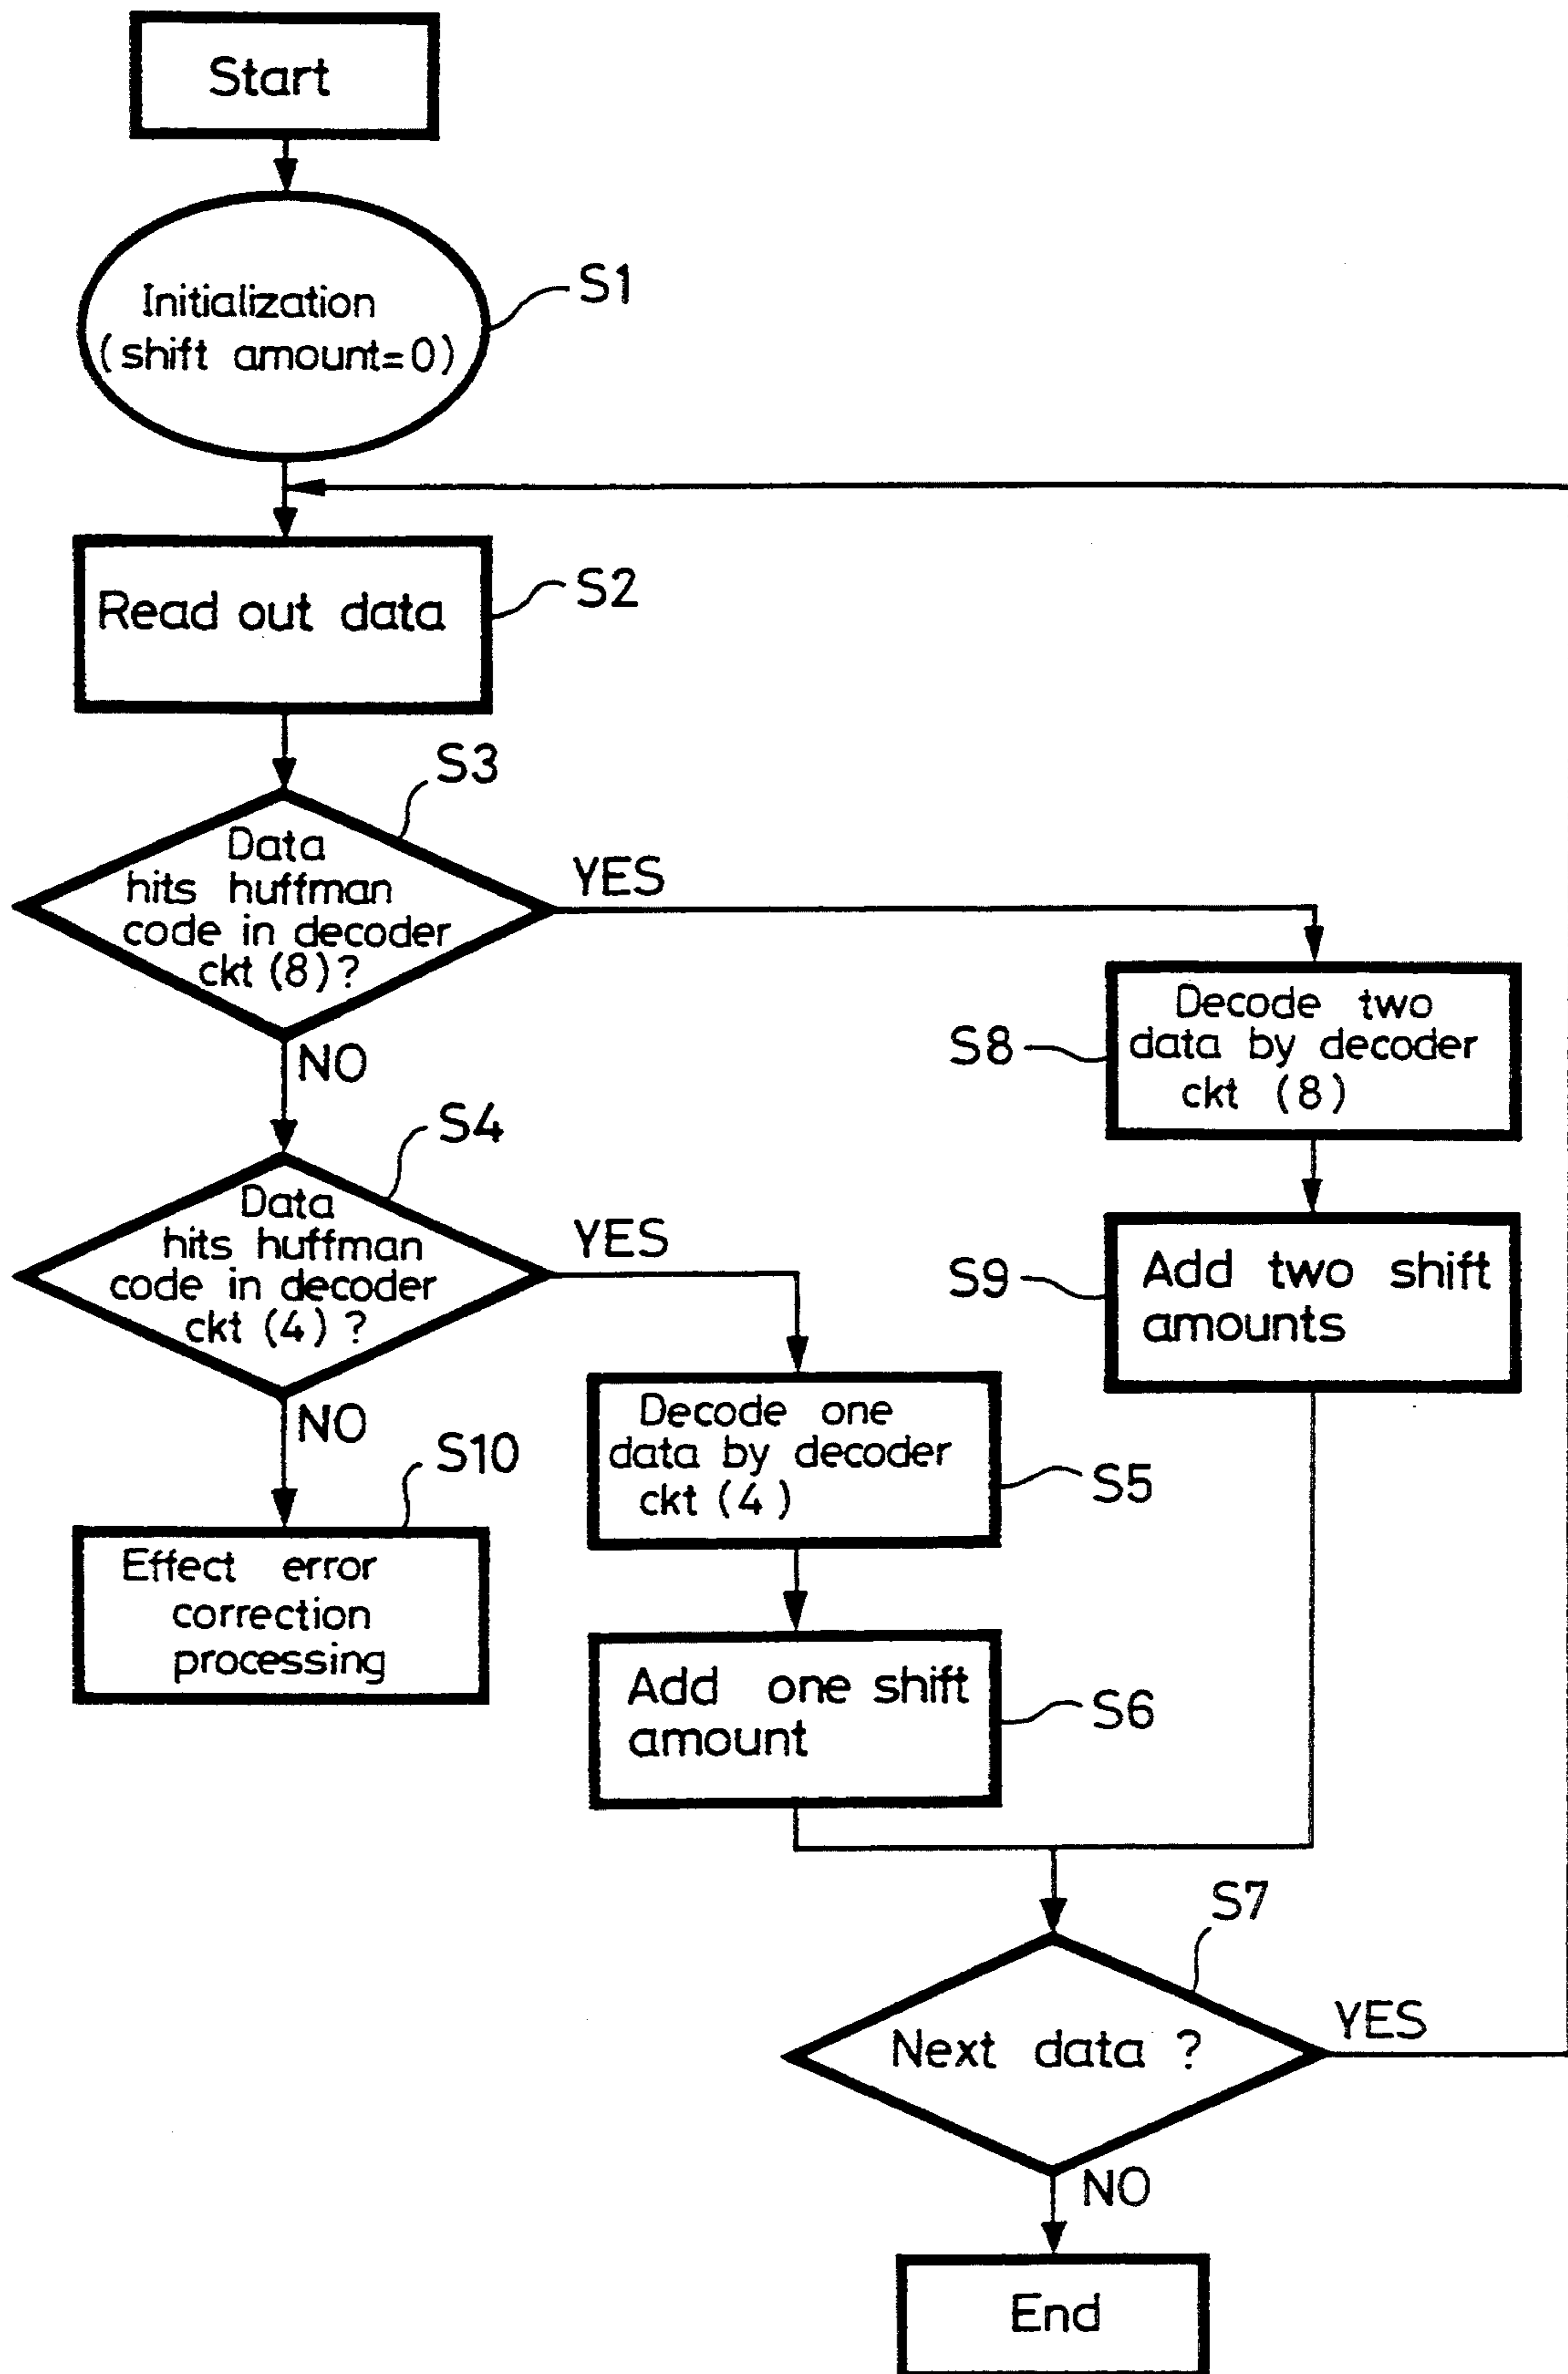 Start
Initialization
(shift amount=0)
S1
Read out data
S2
S3
Data
hits huffman
code in decoder
ckt (8)?
YES
NO
S8
Decode two
data by decoder
ckt (8)
S4
Data
hits huffman
code in decoder
ckt (4) ?
YES
NO
S9
Add two shift
amounts
Decode one
data by decoder
ckt (4)
S5
S10
Effect error
correction
processing
Add one shift
amount
S6
S7
Next data ?
YES
NO
End